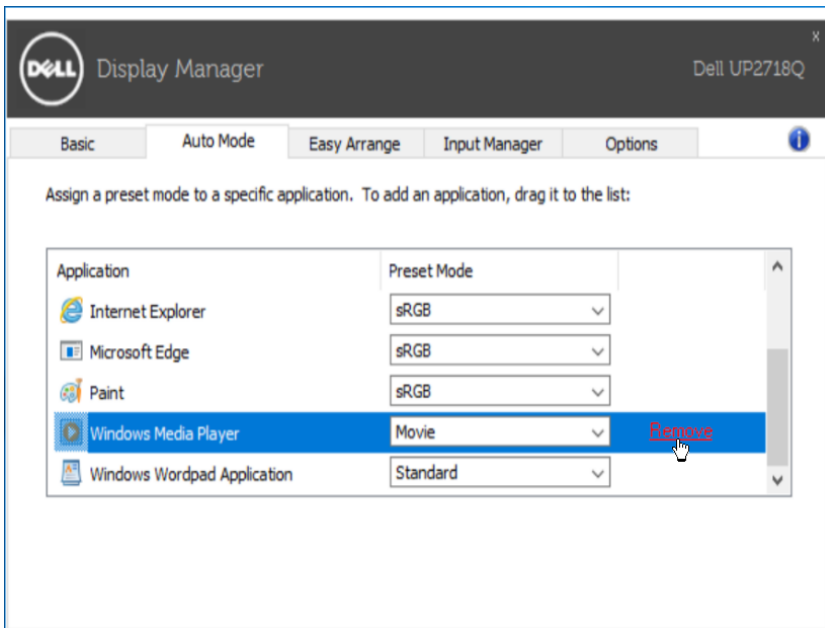 x
DELL Display Manager Dell UP2718Q
Basic Auto Mode Easy Arrange Input Manager Options i
Assign a preset mode to a specific application. To add an application, drag it to the list:
Application Preset Mode
Internet Explorer sRGB
Microsoft Edge sRGB
Paint sRGB
Windows Media Player Movie Remove
Windows Wordpad Application Standard